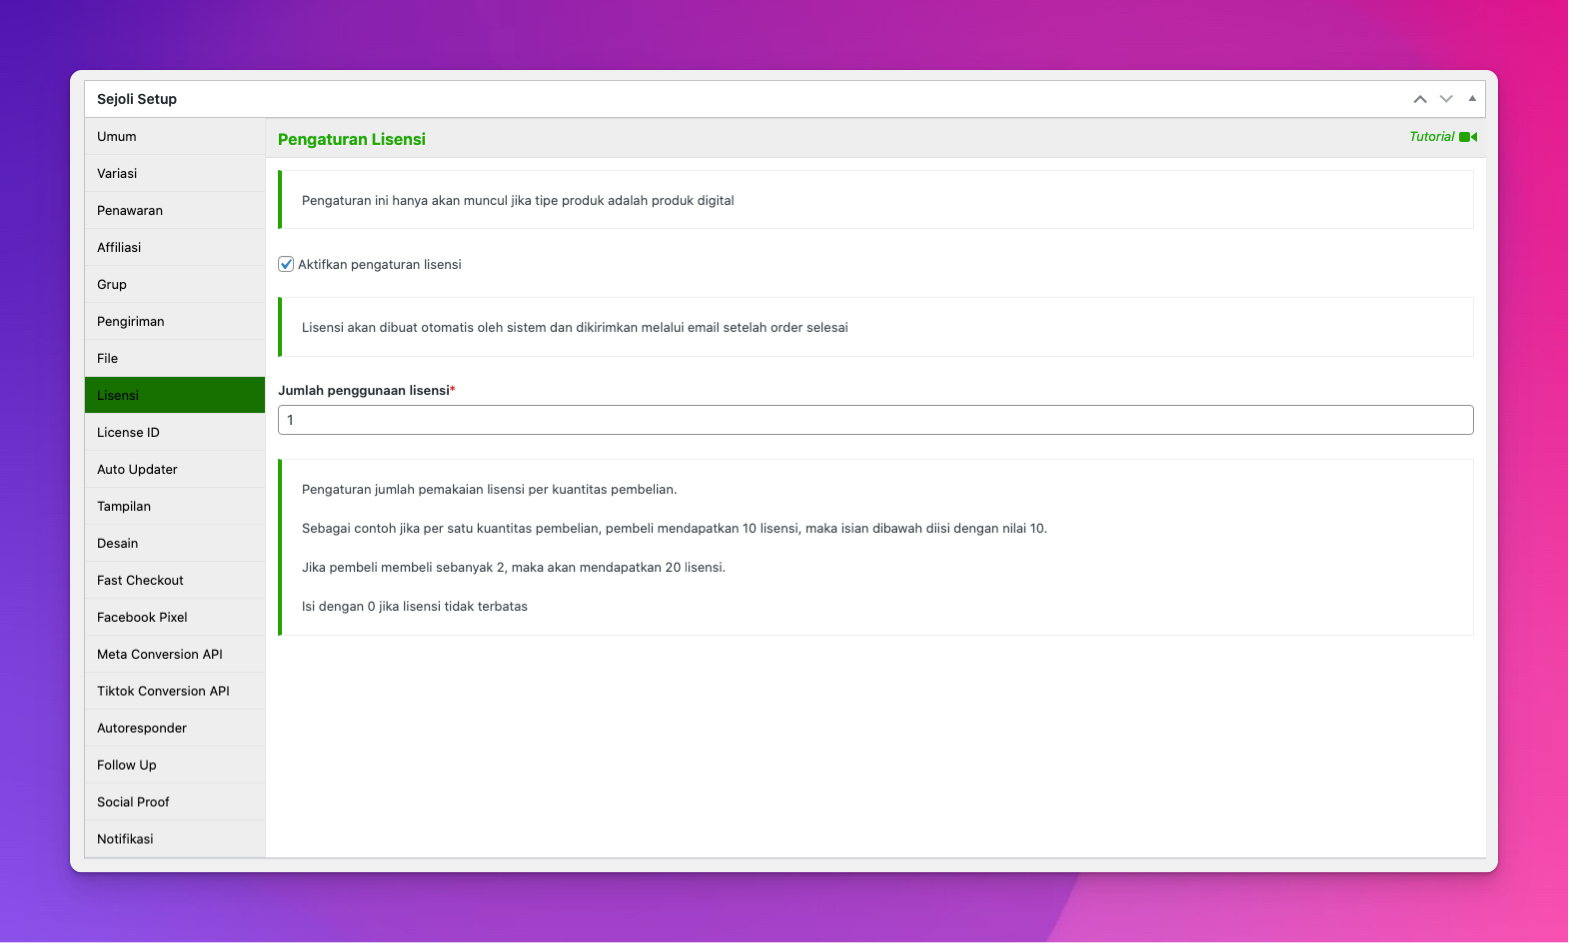 Sejoli Setup
Umum
Variasi
Penawaran
Affiliasi
Grup
Pengiriman
File
Lisensi
License ID
Auto Updater
Tampilan
Desain
Fast Checkout
Facebook Pixel
Meta Conversion API
Tiktok Conversion API
Autoresponder
Follow Up
Social Proof
Notifikasi
Pengaturan Lisensi
Tutorial
Pengaturan ini hanya akan muncul jika tipe produk adalah produk digital
Aktifkan pengaturan lisensi
Lisensi akan dibuat otomatis oleh sistem dan dikirimkan melalui email setelah order selesai
Jumlah penggunaan lisensi*
1
Pengaturan jumlah pemakaian lisensi per kuantitas pembelian.
Sebagai contoh jika per satu kuantitas pembelian, pembeli mendapatkan 10 lisensi, maka isian dibawah diisi dengan nilai 10.
Jika pembeli membeli sebanyak 2, maka akan mendapatkan 20 lisensi.
Isi dengan 0 jika lisensi tidak terbatas